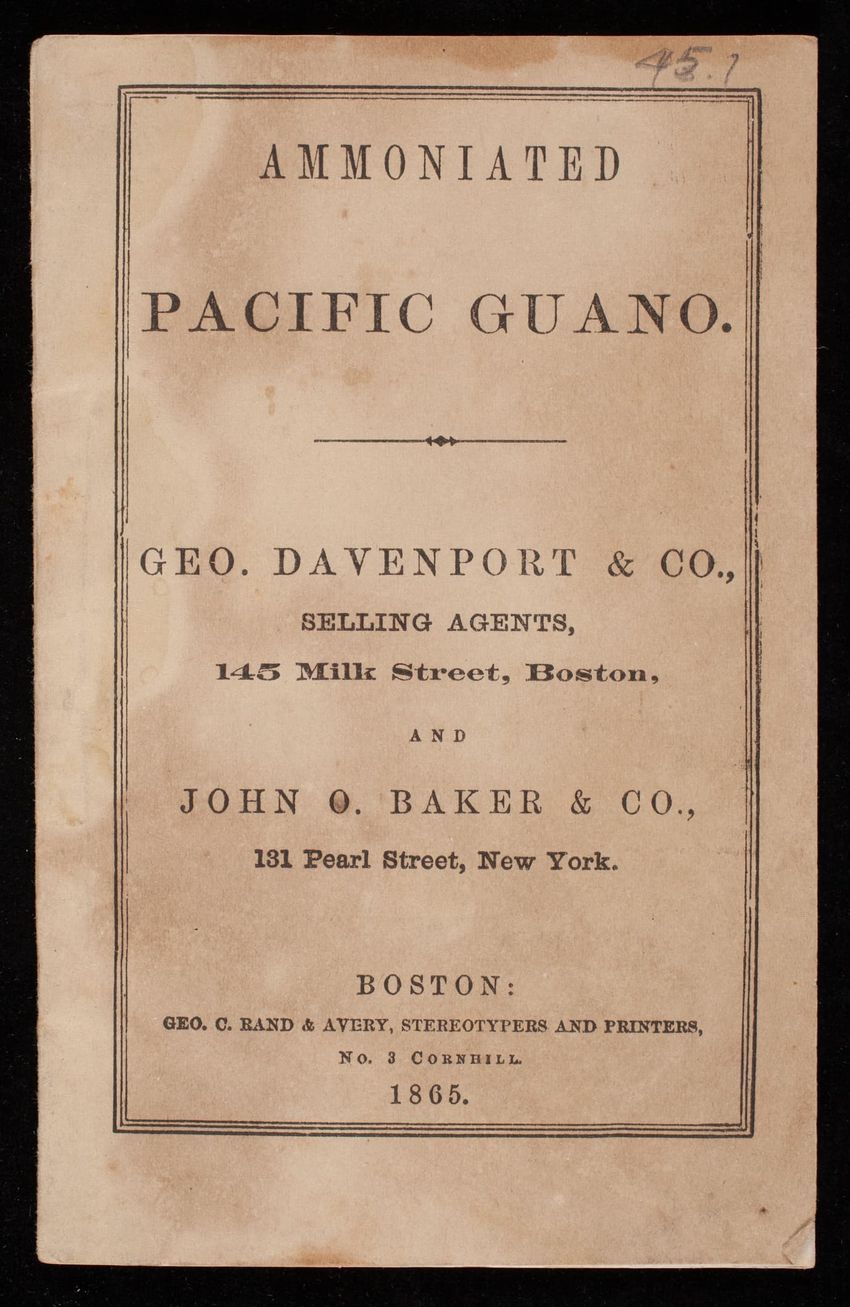 45.1
AMMONIATED
PACIFIC GUANO.
GEO. DAVENPORT & CO.,
SELLING AGENTS,
145 Milk Street, Boston,
AND
JOHN O. BAKER & CO.,
131 Pearl Street, New York.
BOSTON:
GEO. C. RAND & AVERY, STEREOTYPERS AND PRINTERS,
No. 3 CORNHILL.
1865.